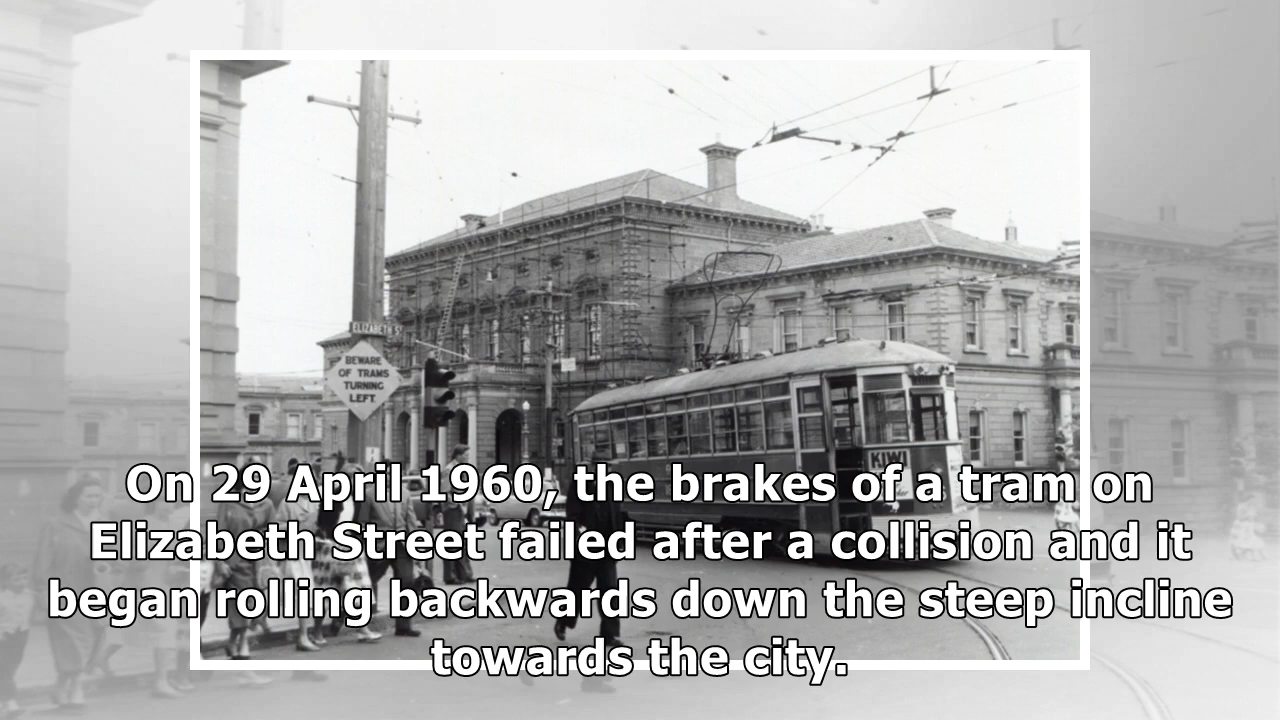 ELIZABETH ST
BEWARE
OF TRAMS
TURNING
LEFT
KIWI
On 29 April 1960, the brakes of a tram on
Elizabeth Street failed after a collision and it
began rolling backwards down the steep incline
towards the city.